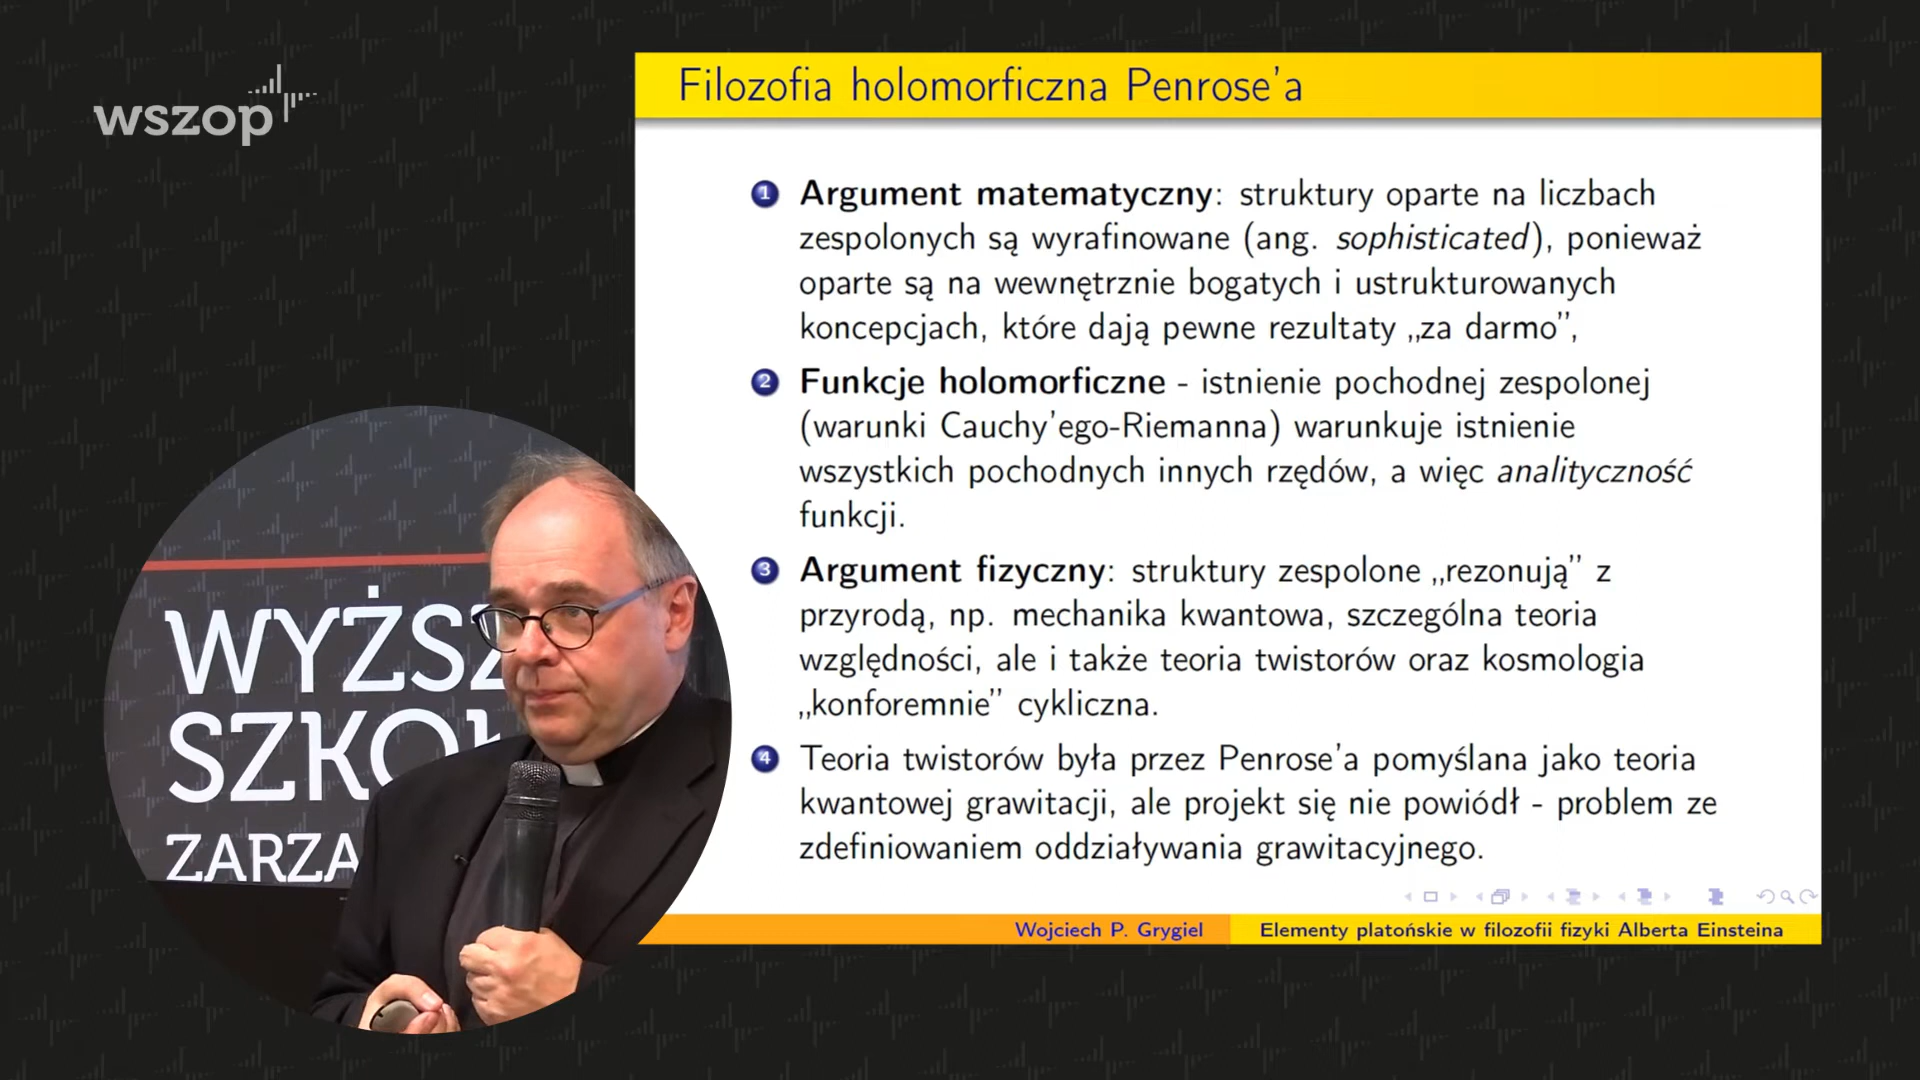 wszop
Filozofia holomorficzna Penrose'a
1 Argument matematyczny: struktury oparte na liczbach
zespolonych są wyrafinowane (ang. sophisticated), ponieważ
oparte są na wewnętrznie bogatych i ustrukturowanych
koncepcjach, które dają pewne rezultaty „za darmo”,
2 Funkcje holomorficzne - istnienie pochodnej zespolonej
(warunki Cauchy'ego-Riemanna) warunkuje istnienie
wszystkich pochodnych innych rzędów, a więc analityczność
funkcji.
3 Argument fizyczny: struktury zespolone „rezonują” z
przyrodą, np. mechanika kwantowa, szczególna teoria
względności, ale i także teoria twistorów oraz kosmologia
„konforemnie” cykliczna.
4 Teoria twistorów była przez Penrose'a pomyślana jako teoria
kwantowej grawitacji, ale projekt się nie powiódł - problem ze
zdefiniowaniem oddziaływania grawitacyjnego.
Wojciech P. Grygiel
Elementy platońskie w filozofii fizyki Alberta Einsteina
WYŻSZ
SZKO
ZARZA